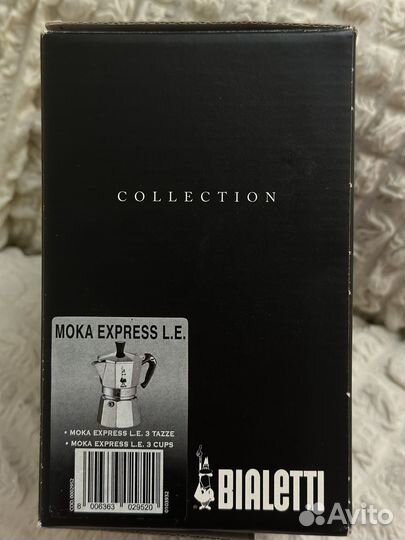 COLLECTION
MOKA EXPRESS L.E.
• MOKA EXPRESS L.E. 3 TAZZE
• MOKA EXPRESS L.E. 3 CUPS
8 006363 029520
BIALETTI
Avito